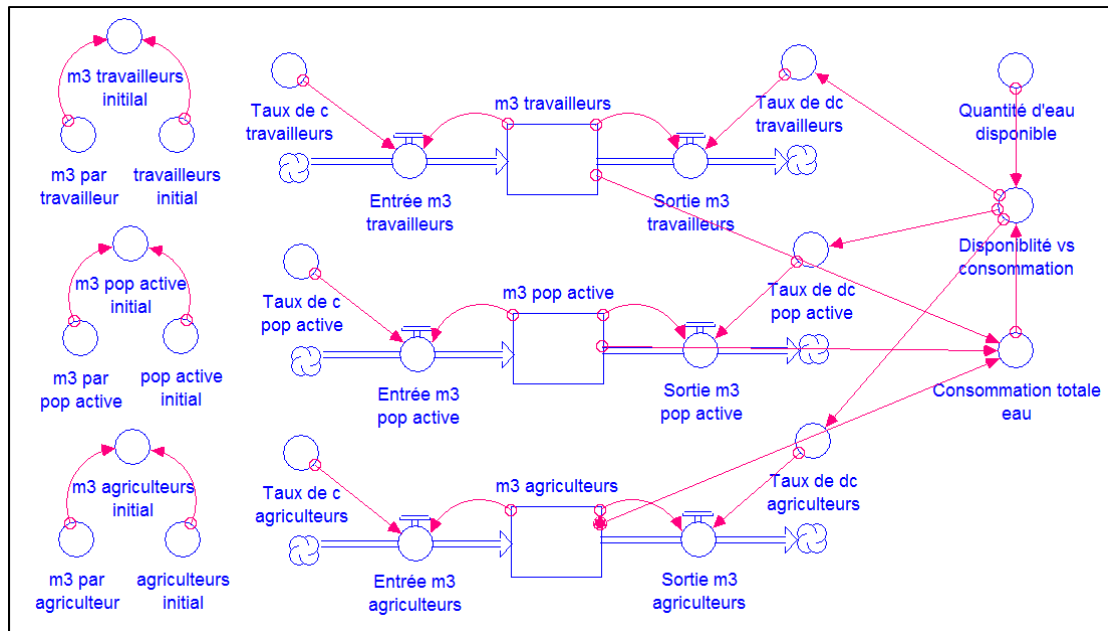 m3 travailleurs
initilal
m3 par
travailleur
travailleurs
initial
Taux de c
travailleurs
m3 travailleurs
Taux de dc
travailleurs
Quantité d'eau
disponible
Entrée m3
travailleurs
Sortie m3
travailleurs
Disponiblité vs
consommation
m3 pop active
initial
m3 par
pop active
pop active
initial
Taux de c
pop active
m3 pop active
Taux de dc
pop active
Entrée m3
pop active
Sortie m3
pop active
Consommation totale
eau
m3 agriculteurs
initial
m3 par
agriculteur
agriculteurs
initial
Taux de c
agriculteurs
m3 agriculteurs
Taux de dc
agriculteurs
Entrée m3
agriculteurs
Sortie m3
agriculteurs